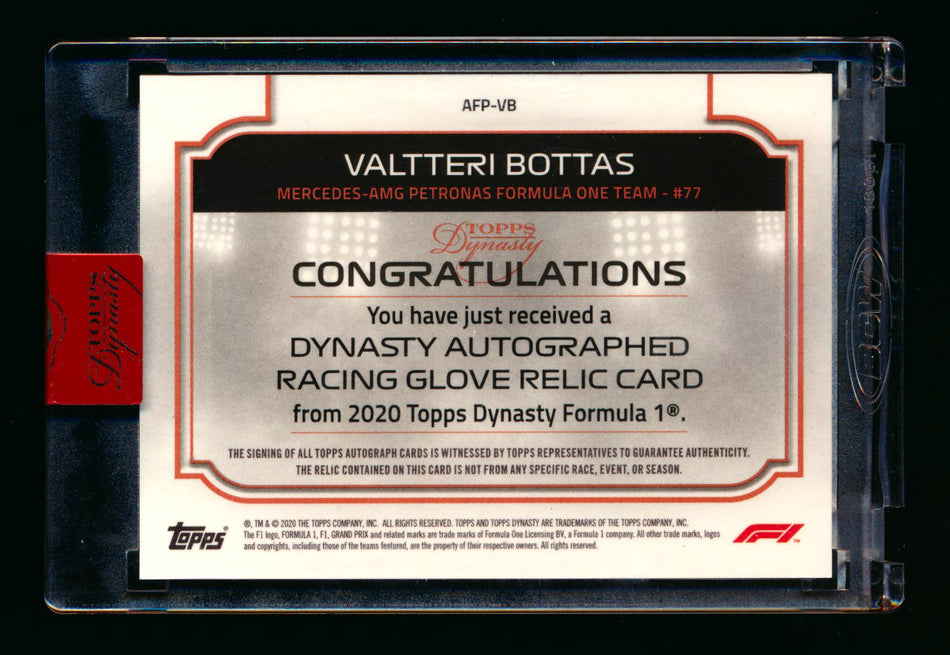 AFP-VB
VALTTERI BOTTAS
MERCEDES-AMG PETRONAS FORMULA ONE TEAM - #77
TOPPS
Dynasty
CONGRATULATIONS
You have just received a
DYNASTY AUTOGRAPHED
RACING GLOVE RELIC CARD
from 2020 Topps Dynasty Formula 1®.
THE SIGNING OF ALL TOPPS AUTOGRAPH CARDS IS WITNESSED BY TOPPS REPRESENTATIVES TO GUARANTEE AUTHENTICITY.
THE RELIC CONTAINED ON THIS CARD IS NOT FROM ANY SPECIFIC RACE, EVENT, OR SEASON.
®, TM & © 2020 THE TOPPS COMPANY, INC. ALL RIGHTS RESERVED. TOPPS AND TOPPS DYNASTY ARE TRADEMARKS OF THE TOPPS COMPANY, INC.
The F1 logo, FORMULA 1, F1, GRAND PRIX and related marks are trade marks of Formula One Licensing BV, a Formula 1 company. All other trade marks, logos
and copyrights, including those of the teams featured, are the property of their respective owners. All rights reserved.
topps®
F1™
TOPPS
Dynasty